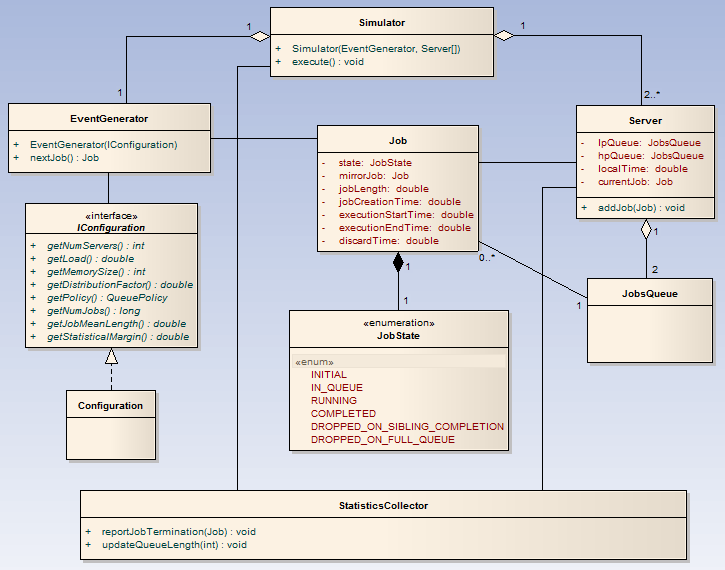 Simulator
+ Simulator(EventGenerator, Server[])
+ execute() : void
1
1
1
2..*
EventGenerator
+ EventGenerator(IConfiguration)
+ nextJob() : Job
Job
- state: JobState
- mirrorJob: Job
- jobLength: double
- jobCreationTime: double
- executionStartTime: double
- executionEndTime: double
- discardTime: double
Server
- lpQueue: JobsQueue
- hpQueue: JobsQueue
- localTime: double
- currentJob: Job
+ addJob(Job) : void
«interface»
IConfiguration
+ getNumServers() : int
+ getLoad() : double
+ getMemorySize() : int
+ getDistributionFactor() : double
+ getPolicy() : QueuePolicy
+ getNumJobs() : long
+ getJobMeanLength() : double
+ getStatisticalMargin() : double
1
2
0..*
1
JobsQueue
1
1
«enumeration»
JobState
«enum»
INITIAL
IN_QUEUE
RUNNING
COMPLETED
DROPPED_ON_SIBLING_COMPLETION
DROPPED_ON_FULL_QUEUE
Configuration
StatisticsCollector
+ reportJobTermination(Job) : void
+ updateQueueLength(int) : void